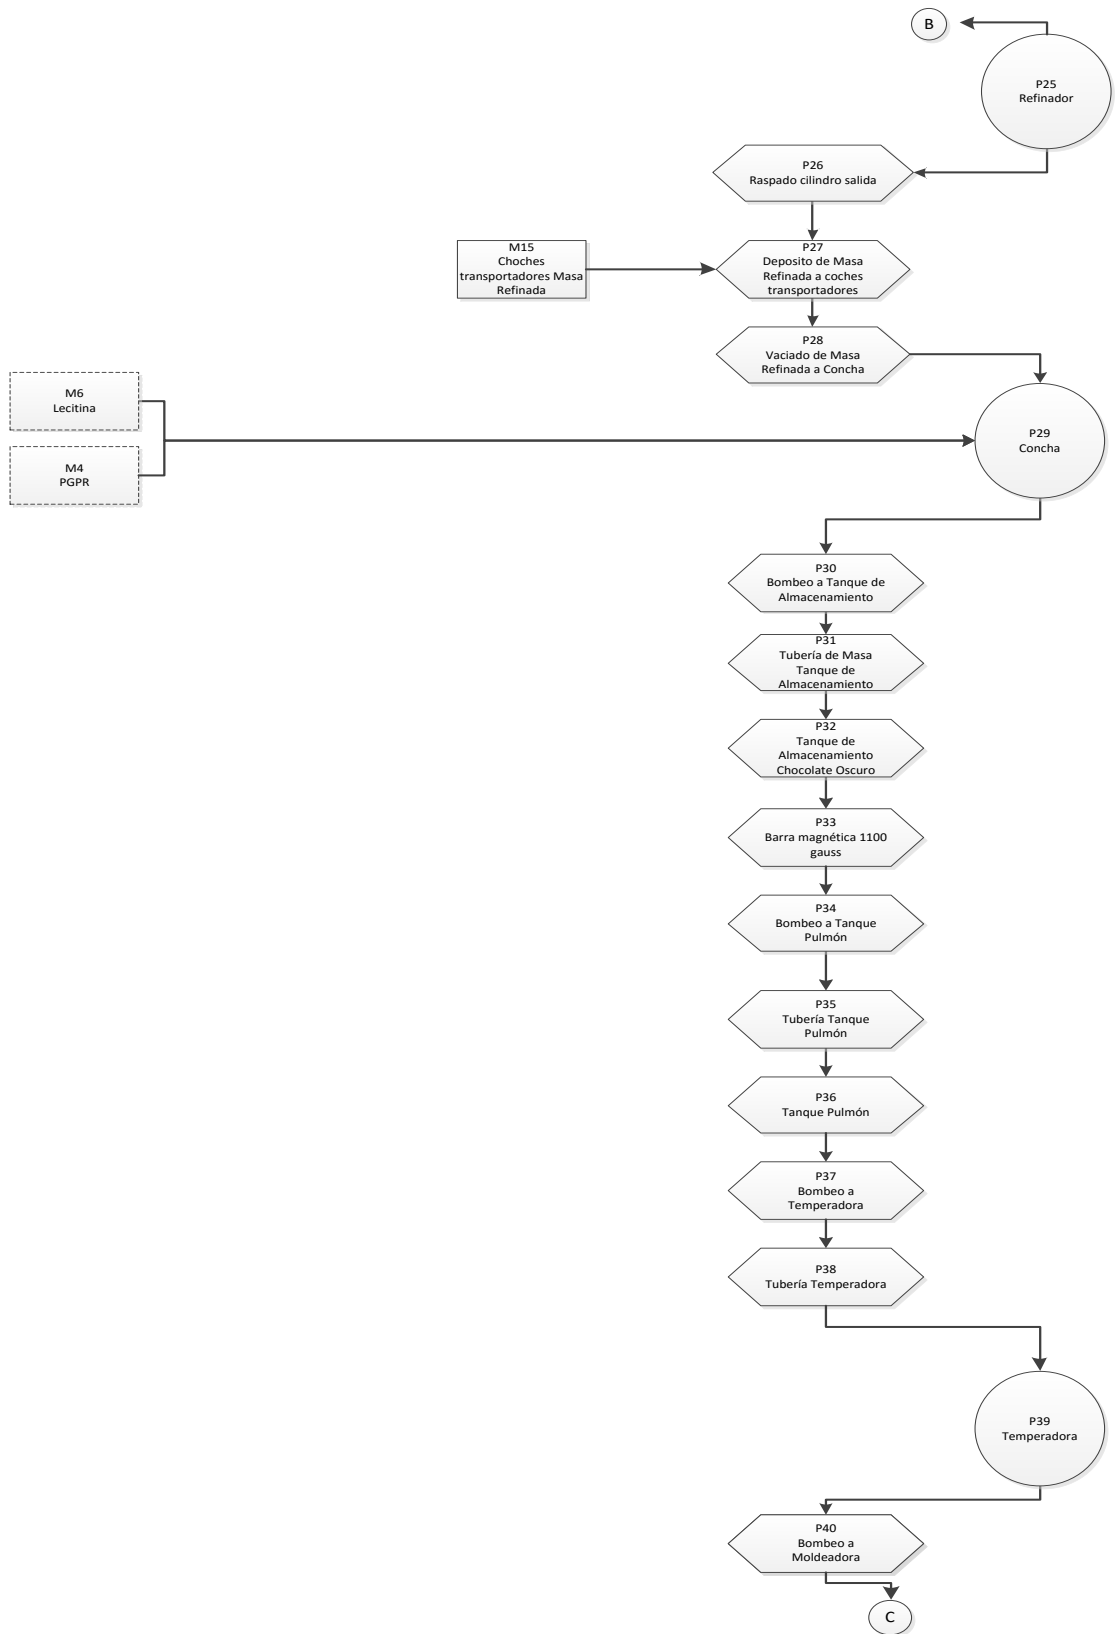 B
P25
Refinador
P26
Raspado cilindro salida
M15
Choches
transportadores Masa
Refinada
P27
Deposito de Masa
Refinada a coches
transportadores
P28
Vaciado de Masa
Refinada a Concha
M6
Lecitina
M4
PGPR
P29
Concha
P30
Bombeo a Tanque de
Almacenamiento
P31
Tubería de Masa
Tanque de
Almacenamiento
P32
Tanque de
Almacenamiento
Chocolate Oscuro
P33
Barra magnética 1100
gauss
P34
Bombeo a Tanque
Pulmón
P35
Tubería Tanque
Pulmón
P36
Tanque Pulmón
P37
Bombeo a
Temperadora
P38
Tubería Temperadora
P39
Temperadora
P40
Bombeo a
Moldeadora
C